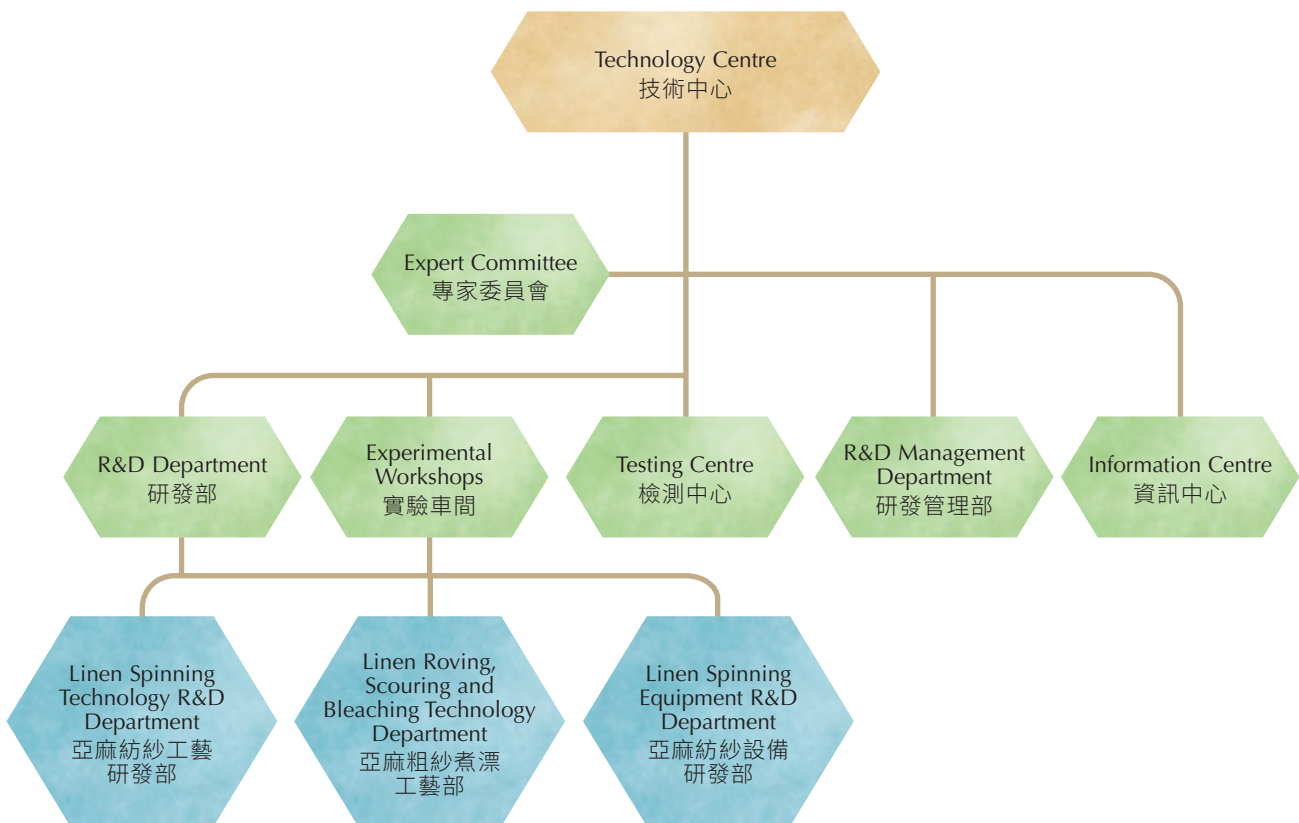 Technology Centre
技術中心
Expert Committee
專家委員會
R&D Department
研發部
Experimental
Workshops
實驗車間
Testing Centre
檢測中心
R&D Management
Department
研發管理部
Information Centre
資訊中心
Linen Spinning
Technology R&D
Department
亞麻紡紗工藝
研發部
Linen Roving,
Scouring and
Bleaching Technology
Department
亞麻粗紗煮漂
工藝部
Linen Spinning
Equipment R&D
Department
亞麻紡紗設備
研發部